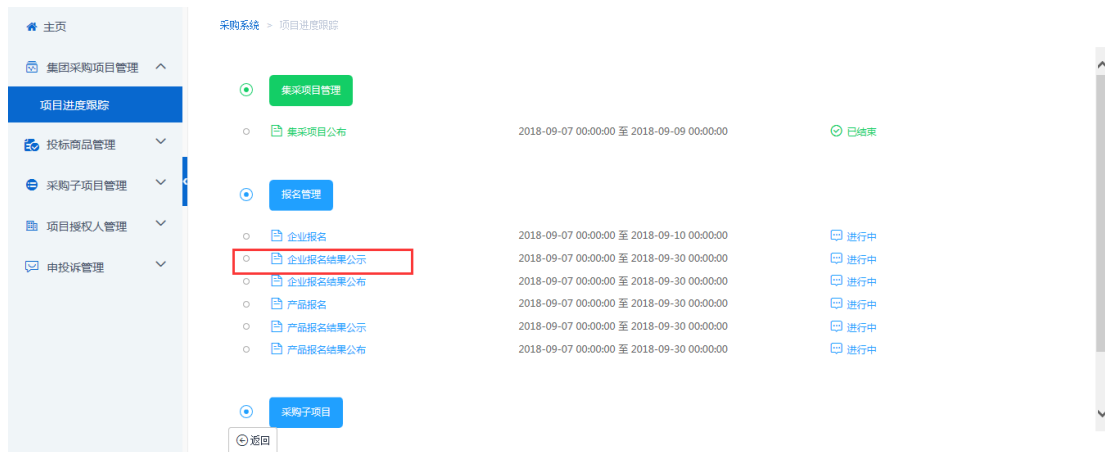 主页
集团采购项目管理
项目进度跟踪
投标商品管理
采购子项目管理
项目授权人管理
申投诉管理
采购系统 > 项目进度跟踪
集采项目管理
集采项目公布 2018-09-07 00:00:00 至 2018-09-09 00:00:00 已结束
报名管理
企业报名 2018-09-07 00:00:00 至 2018-09-10 00:00:00 进行中
企业报名结果公示 2018-09-07 00:00:00 至 2018-09-30 00:00:00 进行中
企业报名结果公布 2018-09-07 00:00:00 至 2018-09-30 00:00:00 进行中
产品报名 2018-09-07 00:00:00 至 2018-09-30 00:00:00 进行中
产品报名结果公示 2018-09-07 00:00:00 至 2018-09-30 00:00:00 进行中
产品报名结果公布 2018-09-07 00:00:00 至 2018-09-30 00:00:00 进行中
采购子项目
返回